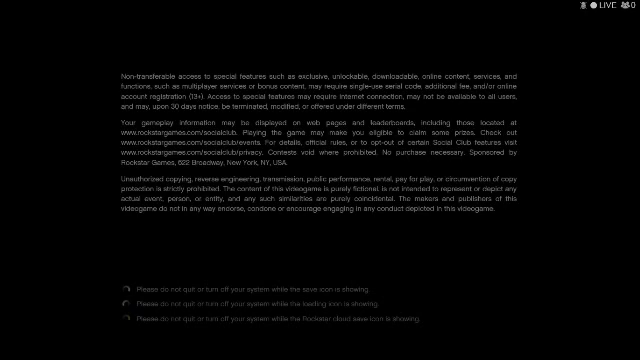 LIVE 0
Non-transferable access to special features such as exclusive, unlockable, downloadable, online content, services, and
functions, such as multiplayer services or bonus content, may require single-use serial code, additional fee, and/or online
account registration (13+). Access to special features may require internet connection, may not be available to all users,
and may, upon 30 days notice, be terminated, modified, or offered under different terms.
Your gameplay information may be displayed on web pages and leaderboards, including those located at
www.rockstargames.com/socialclub. Playing the game may make you eligible to claim some prizes. Check out
www.rockstargames.com/socialclub/events. For details, official rules, or to opt-out of certain Social Club features visit
www.rockstargames.com/socialclub/privacy. Contests void where prohibited. No purchase necessary. Sponsored by
Rockstar Games, 622 Broadway, New York, NY, USA.
Unauthorized copying, reverse engineering, transmission, public performance, rental, pay for play, or circumvention of copy
protection is strictly prohibited. The content of this videogame is purely fictional, is not intended to represent or depict any
actual event, person, or entity, and any such similarities are purely coincidental. The makers and publishers of this
videogame do not in any way endorse, condone or encourage engaging in any conduct depicted in this videogame.
Please do not quit or turn off your system while the save icon is showing.
Please do not quit or turn off your system while the loading icon is showing.
Please do not quit or turn off your system while the Rockstar cloud save icon is showing.